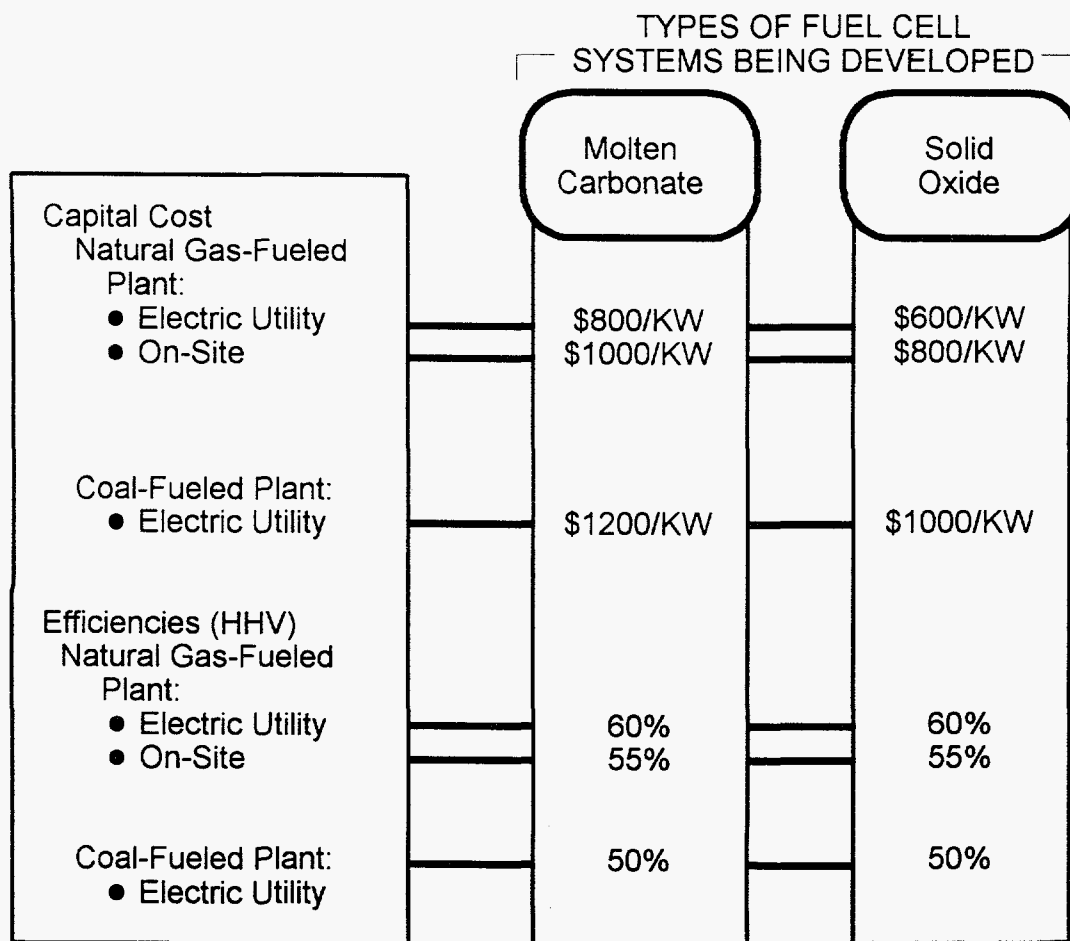 TYPES OF FUEL CELL
SYSTEMS BEING DEVELOPED
Molten
Carbonate
Solid
Oxide
Capital Cost
Natural Gas-Fueled
Plant:
● Electric Utility $800/KW $600/KW
● On-Site $1000/KW $800/KW
Coal-Fueled Plant:
● Electric Utility $1200/KW $1000/KW
Efficiencies (HHV)
Natural Gas-Fueled
Plant:
● Electric Utility 60% 60%
● On-Site 55% 55%
Coal-Fueled Plant: 50% 50%
● Electric Utility